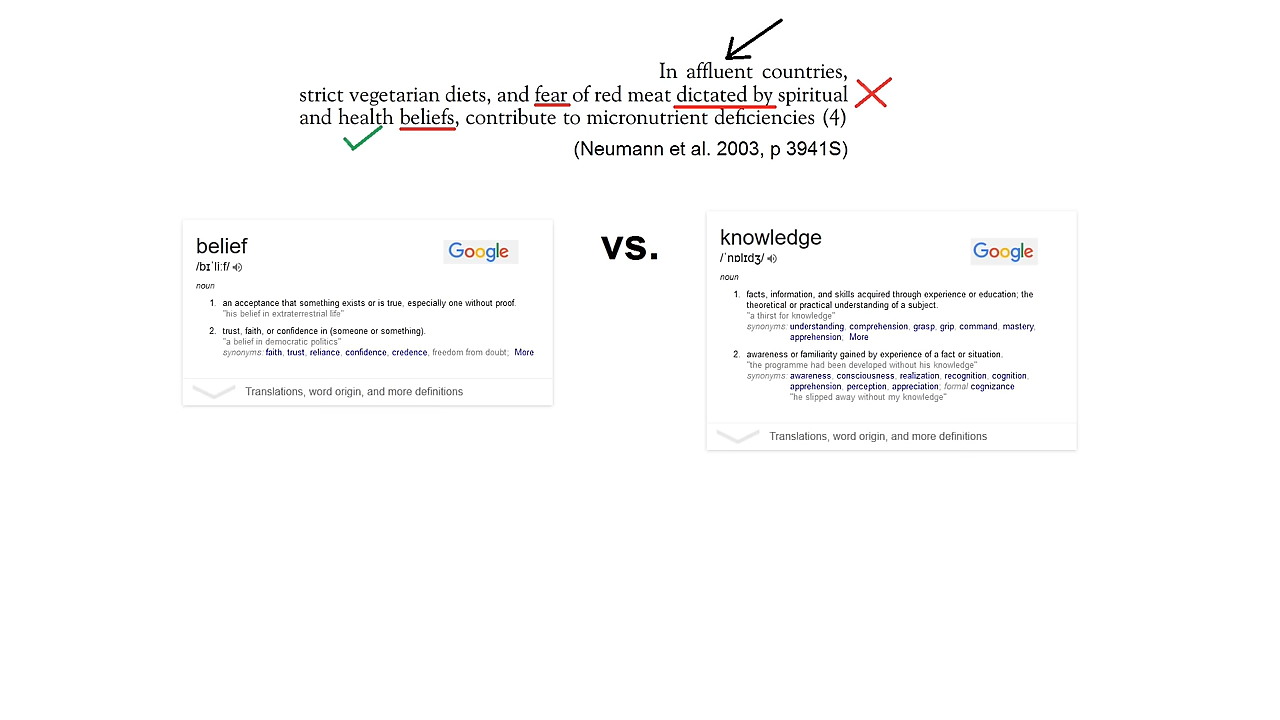 In affluent countries,
strict vegetarian diets, and fear of red meat dictated by spiritual
and health beliefs, contribute to micronutrient deficiencies (4)
(Neumann et al. 2003, p 3941S)
belief
Google
/bɪˈliːf/
noun
1. an acceptance that something exists or is true, especially one without proof.
"his belief in extraterrestrial life"
2. trust, faith, or confidence in (someone or something).
"a belief in democratic politics"
synonyms: faith, trust, reliance, confidence, credence, freedom from doubt; More
Translations, word origin, and more definitions
vs.
knowledge
Google
/ˈnɒlɪdʒ/
noun
1. facts, information, and skills acquired through experience or education; the
theoretical or practical understanding of a subject.
"a thirst for knowledge"
synonyms: understanding, comprehension, grasp, grip, command, mastery,
apprehension; More
2. awareness or familiarity gained by experience of a fact or situation.
"the programme had been developed without his knowledge"
synonyms: awareness, consciousness, realization, recognition, cognition,
apprehension, perception, appreciation; formal cognizance
"he slipped away without my knowledge"
Translations, word origin, and more definitions